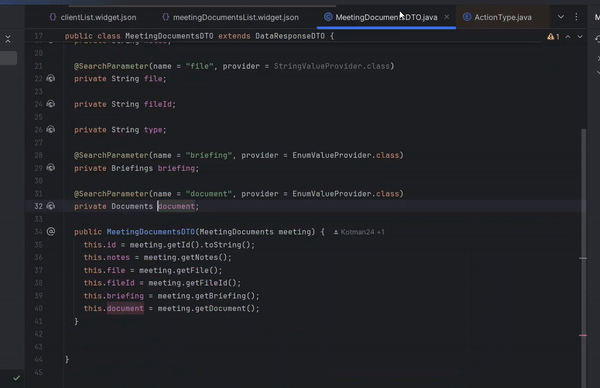 clientList.widget.json
meetingDocumentsList.widget.json
MeetingDocumentsDTO.java
ActionType.java
17 public class MeetingDocumentsDTO extends DataResponseDTO {
1
20
21 @SearchParameter(name = "file", provider = StringValueProvider.class)
22 private String file;
23
24 private String fileId;
25
26 private String type;
27
28 @SearchParameter(name = "briefing", provider = EnumValueProvider.class)
29 private Briefings briefing;
30
31 @SearchParameter(name = "document", provider = EnumValueProvider.class)
32 private Documents document;
33
34 public MeetingDocumentsDTO(MeetingDocuments meeting) { Kotman24 +1
35 this.id = meeting.getId().toString();
36 this.notes = meeting.getNotes();
37 this.file = meeting.getFile();
38 this.fileId = meeting.getFileId();
39 this.briefing = meeting.getBriefing();
40 this.document = meeting.getDocument();
41 }
42
43
44 }
45